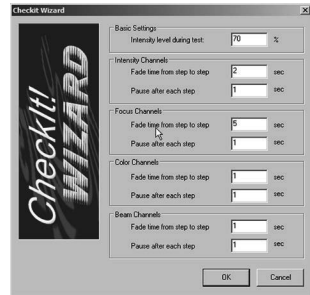 Checkit Wizard
CheckIt!
WIZARD
Basic Settings
Intensity level during test: 70 %
Intensity Channels
Fade time from step to step 2 sec
Pause after each step 1 sec
Focus Channels
Fade time from step to step 5 sec
Pause after each step 1 sec
Color Channels
Fade time from step to step 1 sec
Pause after each step 1 sec
Beam Channels
Fade time from step to step 1 sec
Pause after each step 1 sec
OK Cancel